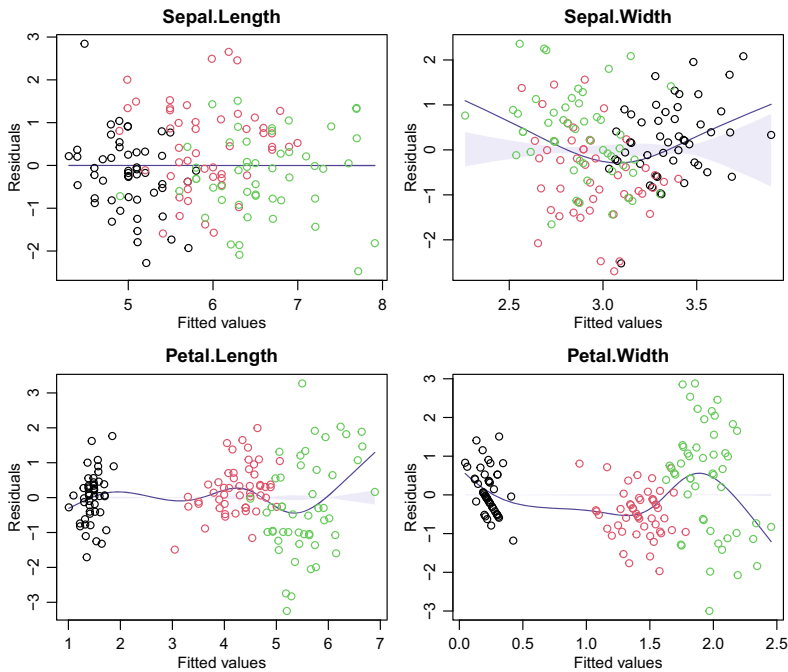 Sepal.Length
Residuals
3
2
1
0
-1
-2
5 6 7 8
Fitted values
Sepal.Width
Residuals
2
1
0
-1
-2
2.5 3.0 3.5
Fitted values
Petal.Length
Residuals
3
2
1
0
-1
-2
-3
1 2 3 4 5 6 7
Fitted values
Petal.Width
Residuals
3
2
1
0
-1
-2
-3
0.0 0.5 1.0 1.5 2.0 2.5
Fitted values